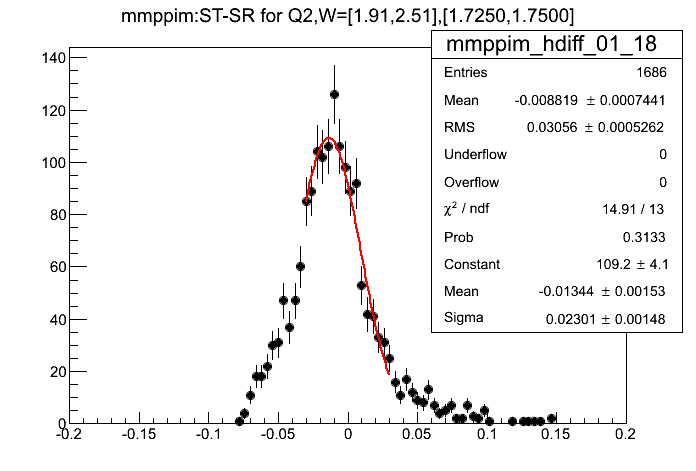 mmppim:ST-SR for Q2,W=[1.91,2.51],[1.7250,1.7500]
mmppim_hdiff_01_18
Entries 1686
Mean -0.008819 ± 0.0007441
RMS 0.03056 ± 0.0005262
Underflow 0
Overflow 0
χ² / ndf 14.91 / 13
Prob 0.3133
Constant 109.2 ± 4.1
Mean -0.01344 ± 0.00153
Sigma 0.02301 ± 0.00148
140
120
100
80
60
40
20
0
-0.2 -0.15 -0.1 -0.05 0 0.05 0.1 0.15 0.2